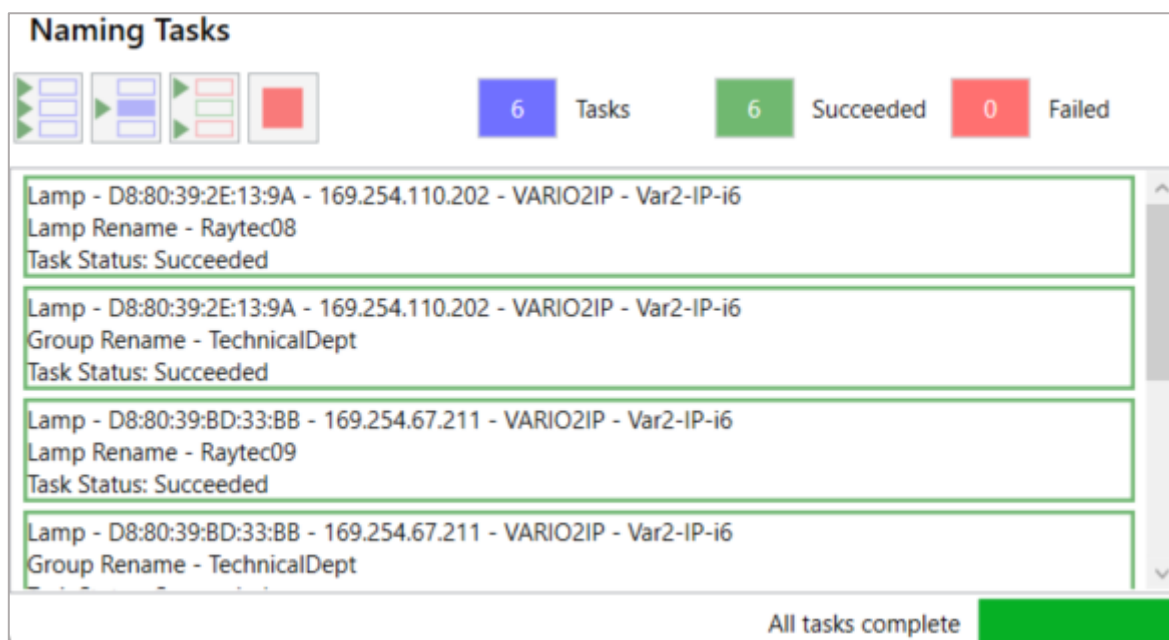 Naming Tasks
6 Tasks 6 Succeeded 0 Failed
Lamp - D8:80:39:2E:13:9A - 169.254.110.202 - VARIO2IP - Var2-IP-i6
Lamp Rename - Raytec08
Task Status: Succeeded
Lamp - D8:80:39:2E:13:9A - 169.254.110.202 - VARIO2IP - Var2-IP-i6
Group Rename - TechnicalDept
Task Status: Succeeded
Lamp - D8:80:39:BD:33:BB - 169.254.67.211 - VARIO2IP - Var2-IP-i6
Lamp Rename - Raytec09
Task Status: Succeeded
Lamp - D8:80:39:BD:33:BB - 169.254.67.211 - VARIO2IP - Var2-IP-i6
Group Rename - TechnicalDept
All tasks complete